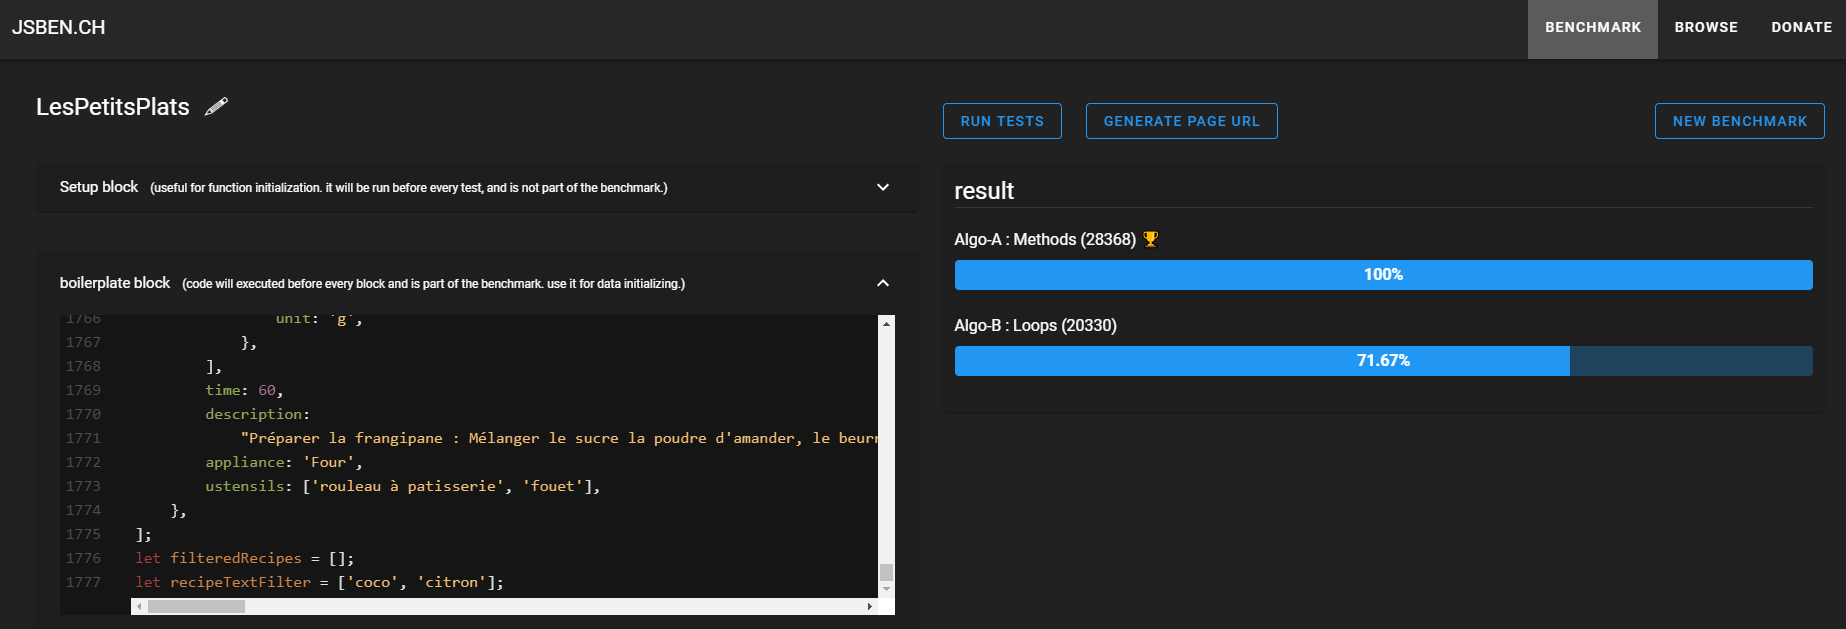 JSBEN.CH
BENCHMARK
BROWSE
DONATE
LesPetitsPlats
RUN TESTS
GENERATE PAGE URL
NEW BENCHMARK
Setup block (useful for function initialization. it will be run before every test, and is not part of the benchmark.)
boilerplate block (code will executed before every block and is part of the benchmark. use it for data initializing.)
1766 unit: 'g',
1767 },
1768 ],
1769 time: 60,
1770 description:
1771 "Préparer la frangipane : Mélanger le sucre la poudre d'amander, le beurr
1772 appliance: 'Four',
1773 ustensils: ['rouleau à patisserie', 'fouet'],
1774 },
1775 ];
1776 let filteredRecipes = [];
1777 let recipeTextFilter = ['coco', 'citron'];
result
Algo-A : Methods (28368)
100%
Algo-B : Loops (20330)
71.67%